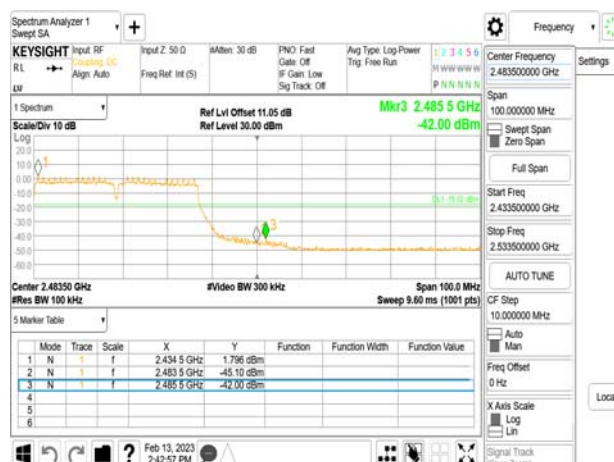 Spectrum Analyzer 1
Swept SA
Frequency
KEYSIGHT
Input: RF
Coupling: DC
Align: Auto
Input Z: 50 Ω
Freq Ref: Int (S)
#Atten: 30 dB
PNO: Fast
Gate: Off
IF Gain: Low
Sig Track: Off
Avg Type: Log-Power
Trig: Free Run
1 2 3 4 5 6
M W W W W W
P N N N N N
RL
1 Spectrum
Scale/Div 10 dB
Ref Lvl Offset 11.05 dB
Ref Level 30.00 dBm
Mkr3 2.485 5 GHz
-42.00 dBm
Log
20.0
10.0
0.00
-10.0
-20.0
-30.0
-40.0
-50.0
-60.0
1
3
Center 2.48350 GHz
#Res BW 100 kHz
#Video BW 300 kHz
Span 100.0 MHz
Sweep 9.60 ms (1001 pts)
5 Marker Table
Mode Trace Scale X Y Function Function Width Function Value
1 N 1 f 2.434 5 GHz 1.796 dBm
2 N 1 f 2.483 5 GHz -45.10 dBm
3 N 1 f 2.485 5 GHz -42.00 dBm
4
5
6
?
Feb 13, 2023
2:42:57 PM
Center Frequency
2.483500000 GHz
Settings
Span
100.000000 MHz
Swept Span
Zero Span
Full Span
Start Freq
2.433500000 GHz
Stop Freq
2.533500000 GHz
AUTO TUNE
CF Step
10.000000 MHz
Auto
Man
Freq Offset
0 Hz
X Axis Scale
Log
Lin
Local
Signal Track